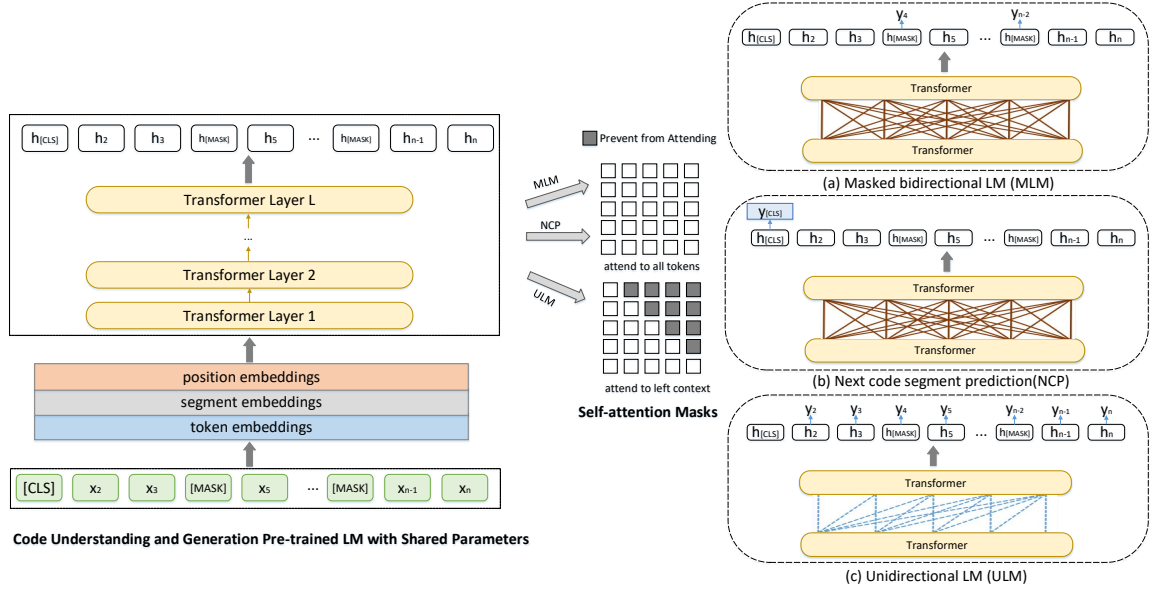 h[CLS] h2 h3 h[MASK] h5 ... h[MASK] hn-1 hn
Transformer Layer L
...
Transformer Layer 2
Transformer Layer 1
position embeddings
segment embeddings
token embeddings
[CLS] x2 x3 [MASK] x5 ... [MASK] xn-1 xn
Code Understanding and Generation Pre-trained LM with Shared Parameters
MLM
NCP
ULM
Prevent from Attending
attend to all tokens
attend to left context
Self-attention Masks
y4 yn-2
h[CLS] h2 h3 h[MASK] h5 ... h[MASK] hn-1 hn
Transformer
Transformer
(a) Masked bidirectional LM (MLM)
y[CLS]
h[CLS] h2 h3 h[MASK] h5 ... h[MASK] hn-1 hn
Transformer
Transformer
(b) Next code segment prediction(NCP)
y2 y3 y4 y5 yn-2 yn-1 yn
h[CLS] h2 h3 h[MASK] h5 ... h[MASK] hn-1 hn
Transformer
Transformer
(c) Unidirectional LM (ULM)